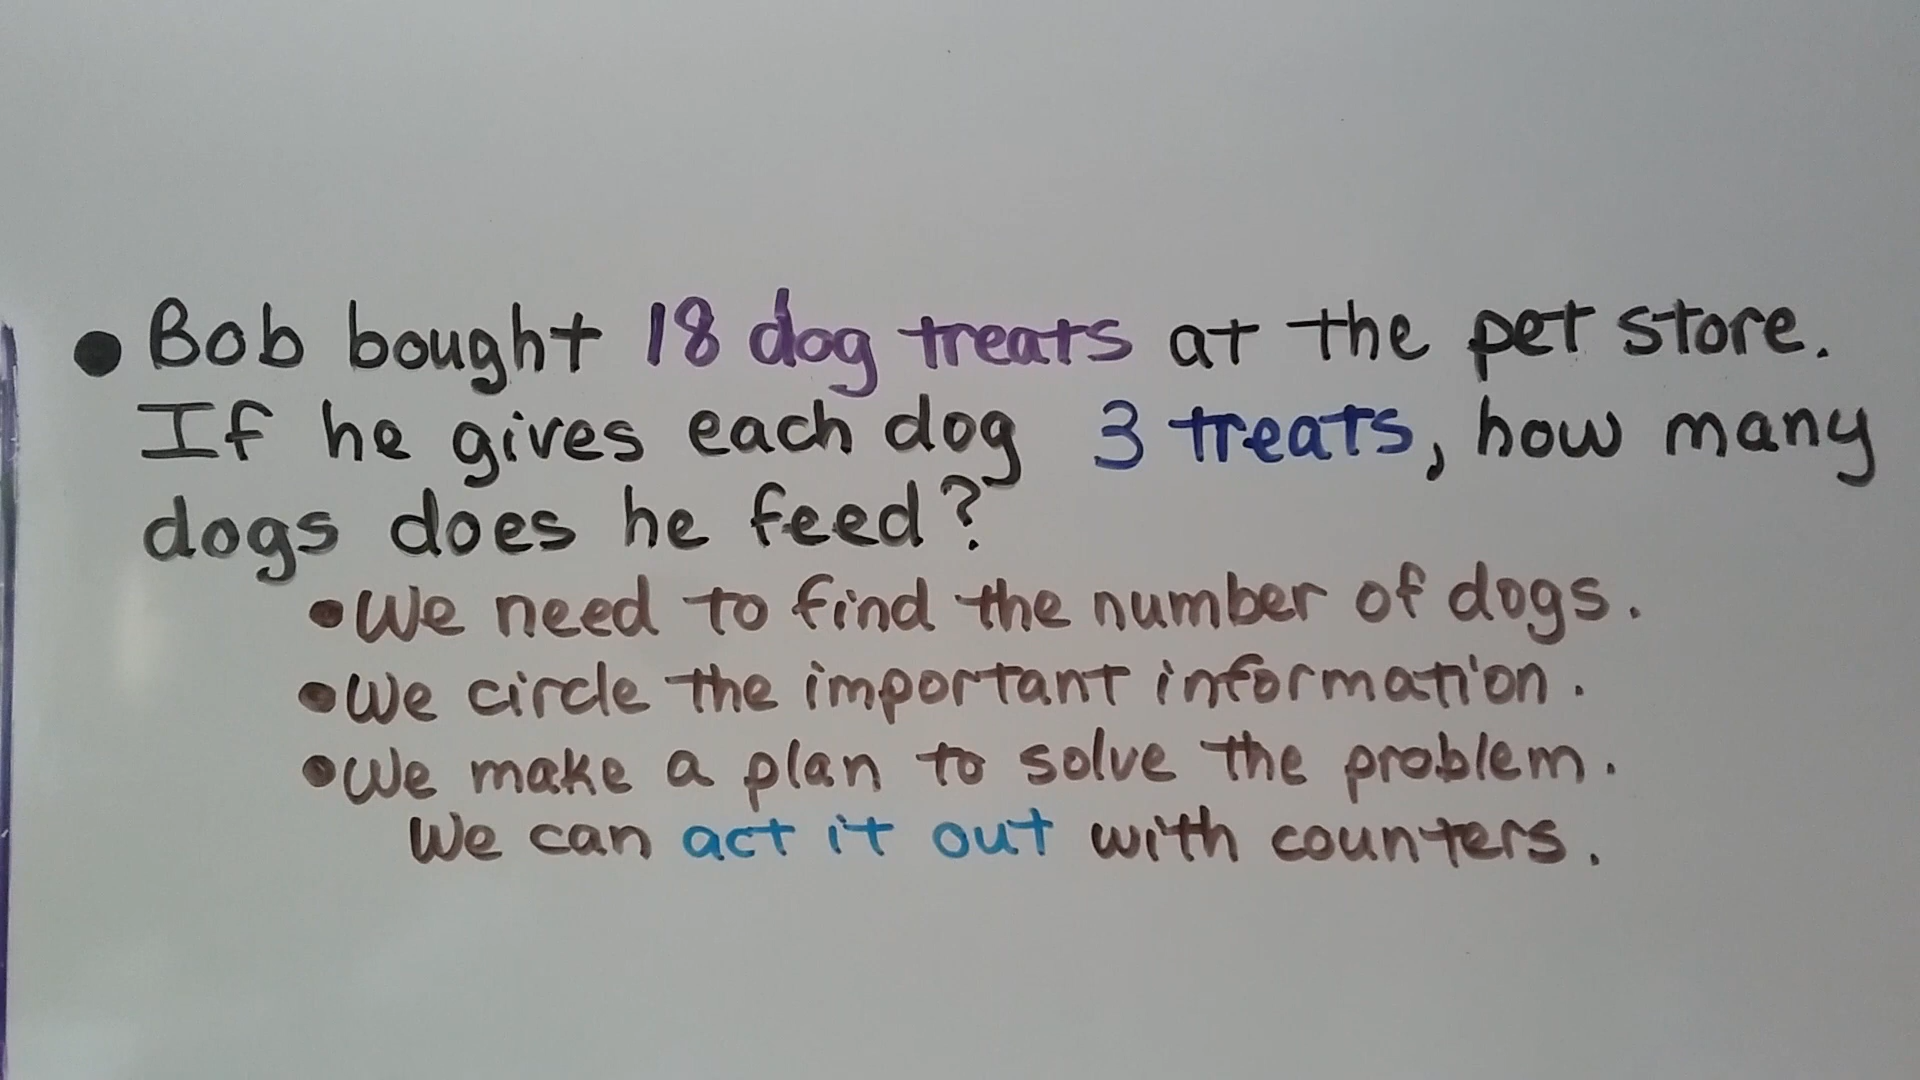 • Bob bought 18 dog treats at the pet store.
If he gives each dog 3 treats, how many
dogs does he feed?
• We need to find the number of dogs.
• We circle the important information.
• We make a plan to solve the problem.
We can act it out with counters.